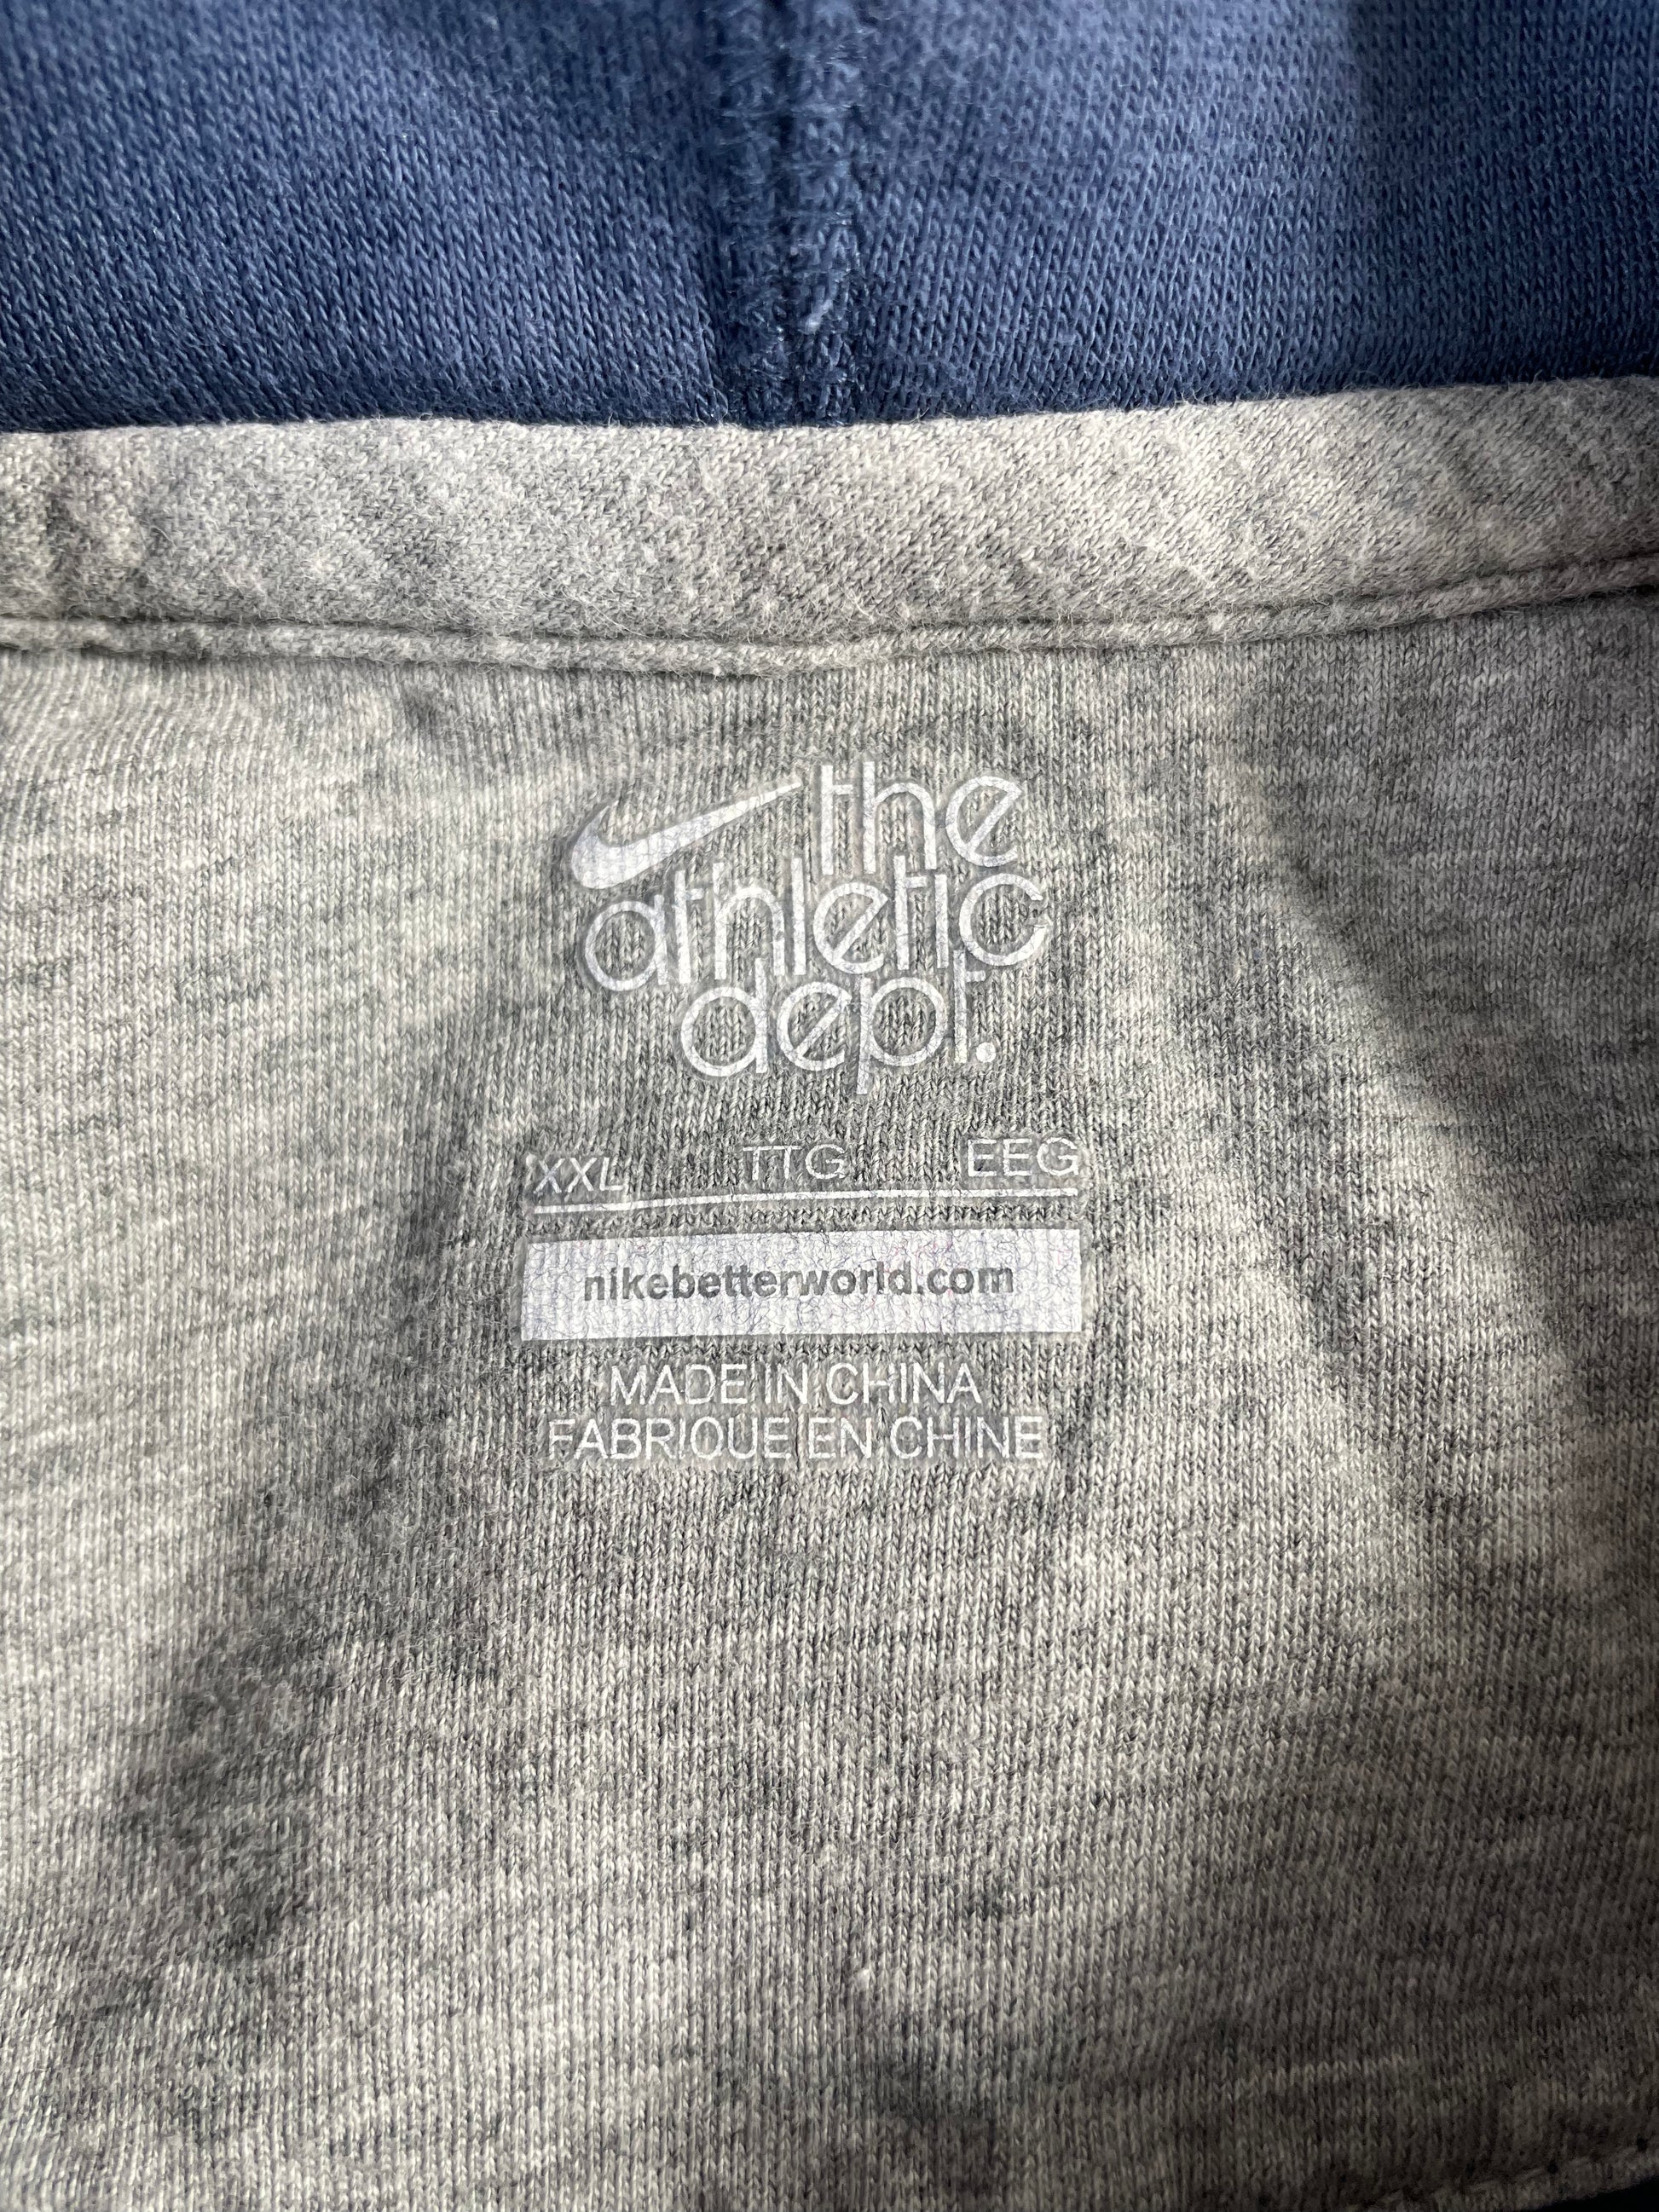 the
athletic
dept.
XXL TTG EEG
nikebetterworld.com
MADE IN CHINA
FABRIQUE EN CHINE